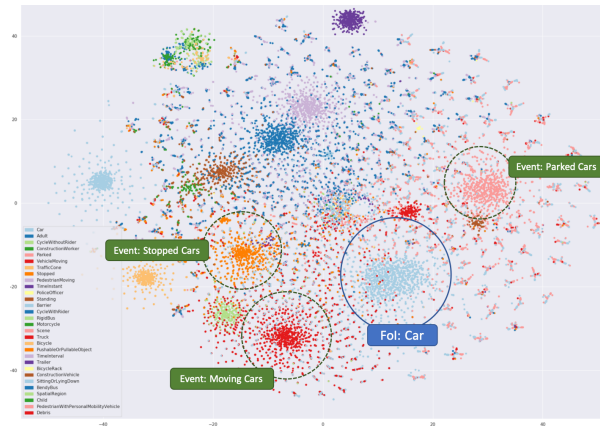 40
20
0
−20
−40
−40
−20
0
20
40
Event: Parked Cars
Event: Stopped Cars
FoI: Car
Event: Moving Cars
Car
Adult
CycleWithoutRider
ConstructionWorker
Parked
VehicleMoving
TrafficCone
Stopped
PedestrianMoving
TimeInstant
PoliceOfficer
Standing
Barrier
CycleWithRider
RigidBus
Motorcycle
Scene
Truck
Bicycle
PushableOrPullableObject
TimeInterval
Trailer
BicycleRack
ConstructionVehicle
SittingOrLyingDown
BendyBus
SpatialRegion
Child
PedestrianWithPersonalMobilityVehicle
Debris